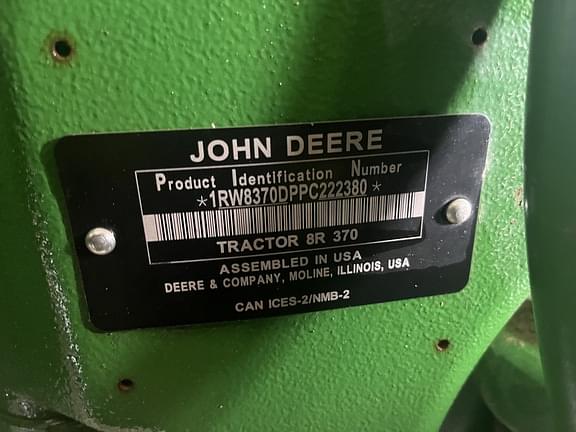 JOHN DEERE
Product Identification Number
*1RW8370DPPC222380*
TRACTOR 8R 370
ASSEMBLED IN USA
DEERE & COMPANY, MOLINE, ILLINOIS, USA
CAN ICES-2/NMB-2